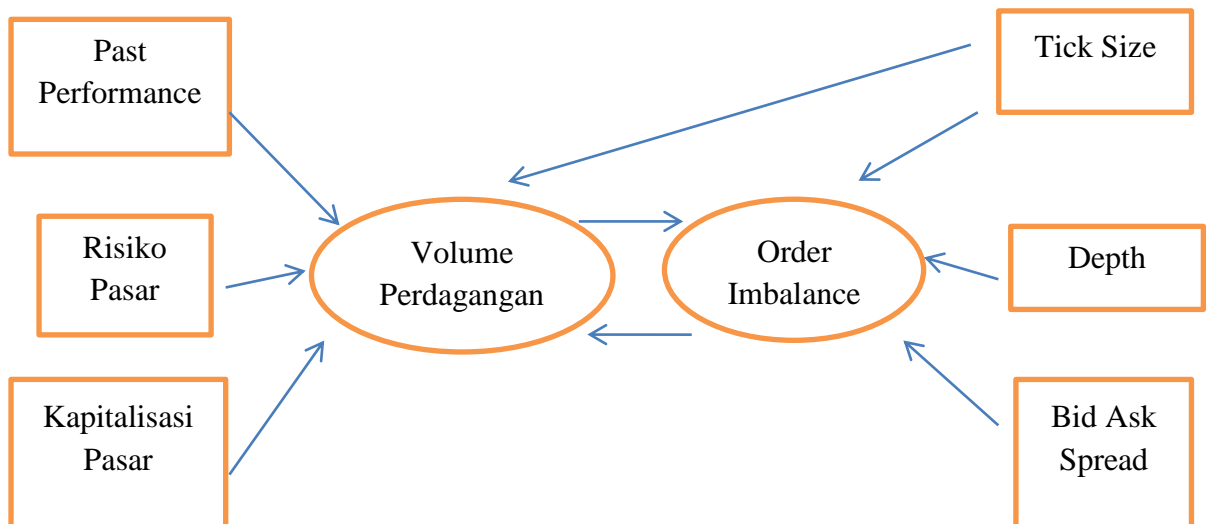 Past
Performance
Tick Size
Risiko
Pasar
Volume
Perdagangan
Order
Imbalance
Depth
Kapitalisasi
Pasar
Bid Ask
Spread